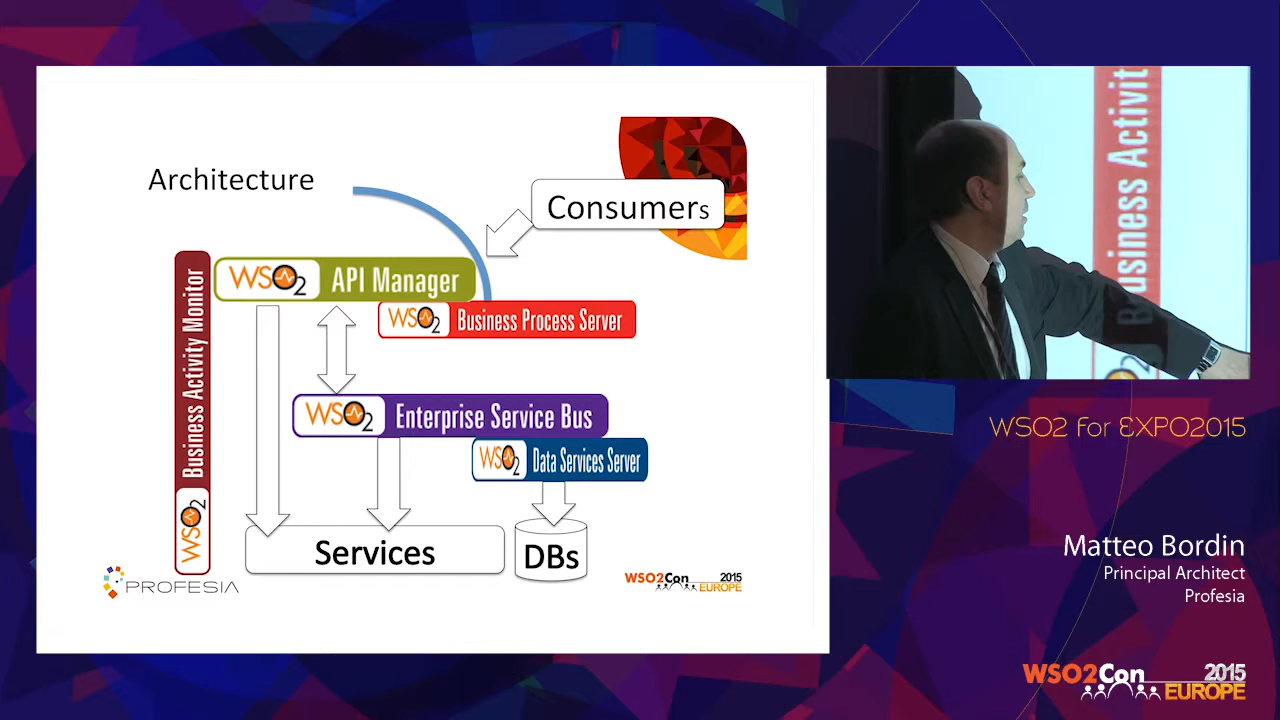 Architecture
Consumers
WSO2 API Manager
WSO2 Business Process Server
WSO2 Business Activity Monitor
WSO2 Enterprise Service Bus
WSO2 Data Services Server
Services
DBs
PROFESIA
WSO2Con 2015
EUROPE
Business Activit
WSO2 for EXPO2015
Matteo Bordin
Principal Architect
Profesia
WSO2Con 2015
EUROPE